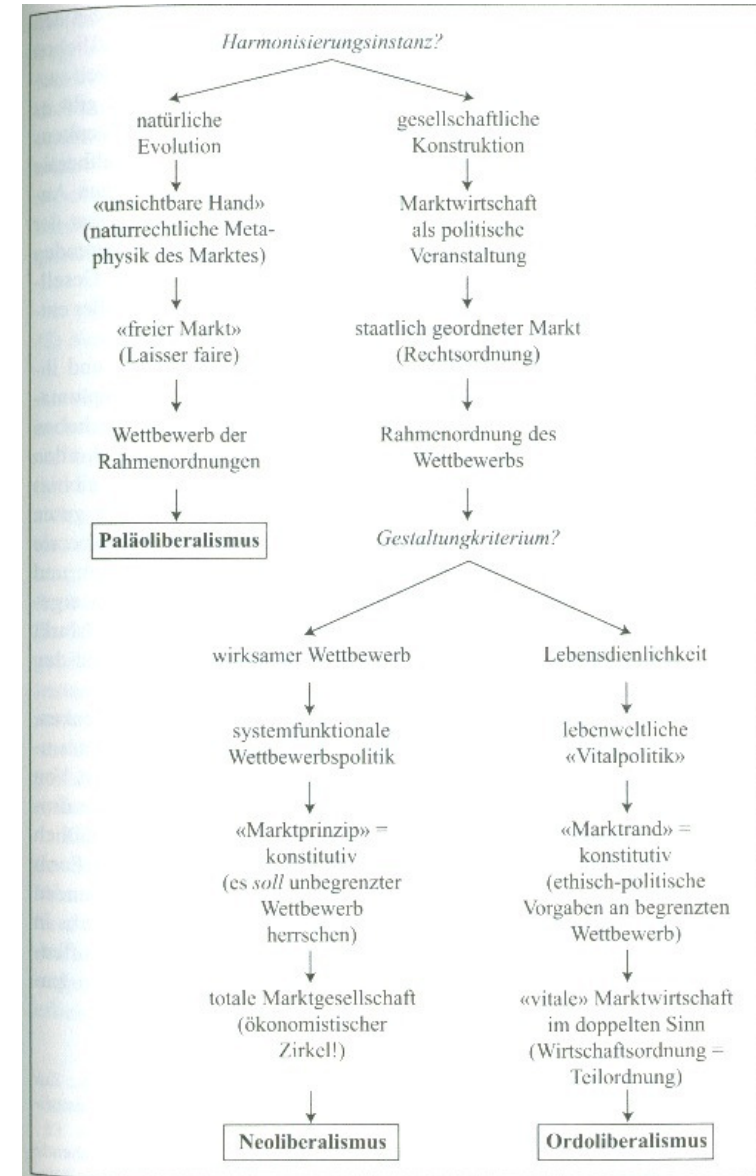 Harmonisierungsinstanz?
natürliche
Evolution
«unsichtbare Hand»
(naturrechtliche Meta-
physik des Marktes)
«freier Markt»
(Laisser faire)
Wettbewerb der
Rahmenordnungen
Paläoliberalismus
gesellschaftliche
Konstruktion
Marktwirtschaft
als politische
Veranstaltung
staatlich geordneter Markt
(Rechtsordnung)
Rahmenordnung des
Wettbewerbs
Gestaltungkriterium?
wirksamer Wettbewerb
systemfunktionale
Wettbewerbspolitik
«Marktprinzip» =
konstitutiv
(es soll unbegrenzter
Wettbewerb
herrschen)
totale Marktgesellschaft
(ökonomistischer
Zirkel!)
Neoliberalismus
Lebensdienlichkeit
lebenweltliche
«Vitalpolitik»
«Marktrand» =
konstitutiv
(ethisch-politische
Vorgaben an begrenzten
Wettbewerb)
«vitale» Marktwirtschaft
im doppelten Sinn
(Wirtschaftsordnung =
Teilordnung)
Ordoliberalismus